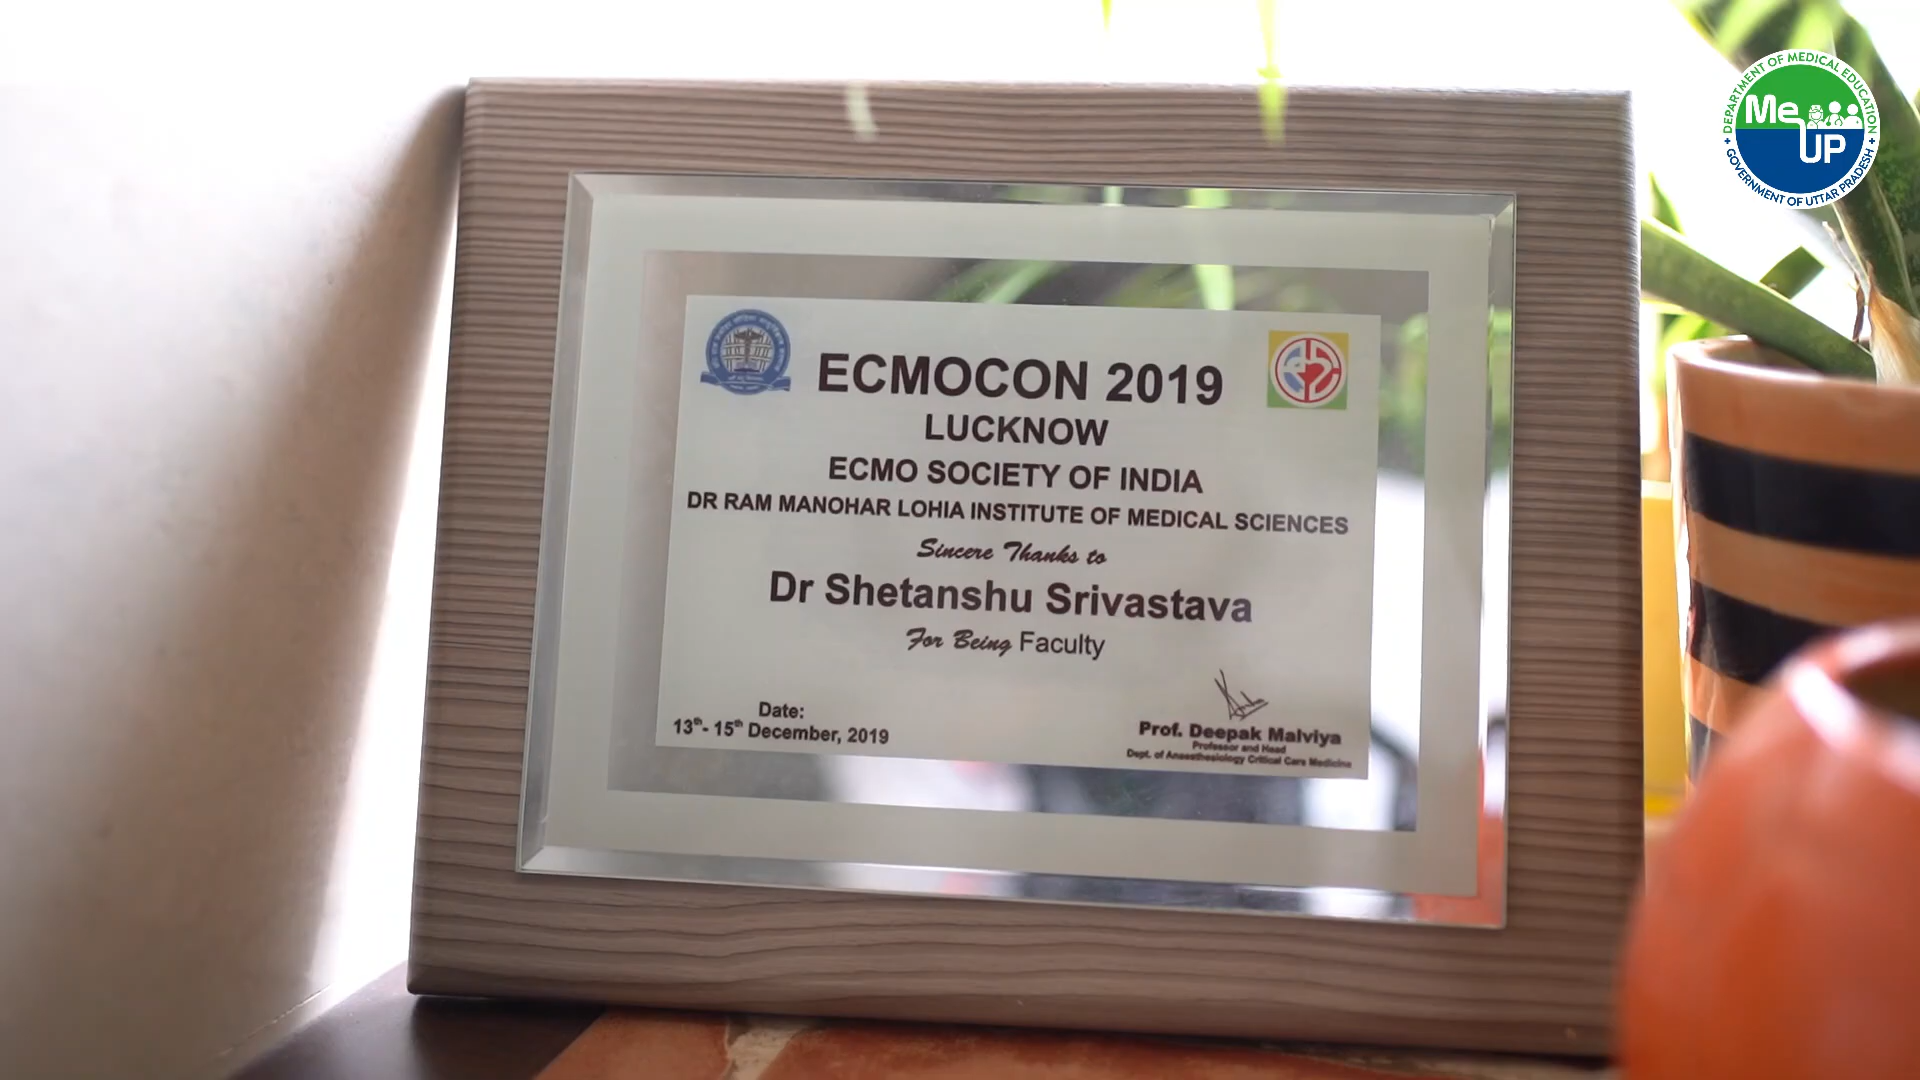 ECMOCON 2019
LUCKNOW
ECMO SOCIETY OF INDIA
DR RAM MANOHAR LOHIA INSTITUTE OF MEDICAL SCIENCES
Sincere Thanks to
Dr Shetanshu Srivastava
For Being Faculty
Date:
13th- 15th December, 2019
Prof. Deepak Malviya
Professor and Head
Dept. of Anaesthesiology Critical Care Medicine
DEPARTMENT OF MEDICAL EDUCATION
Me
UP
GOVERNMENT OF UTTAR PRADESH